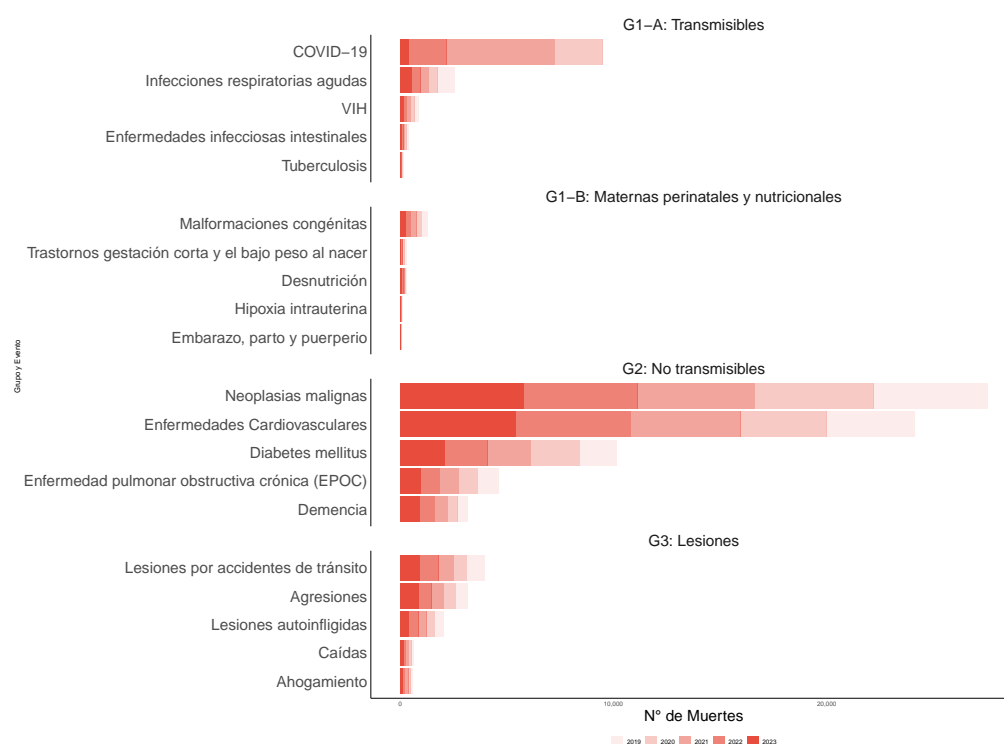 G1−A: Transmisibles
COVID−19
Infecciones respiratorias agudas
VIH
Enfermedades infecciosas intestinales
Tuberculosis
G1−B: Maternas perinatales y nutricionales
Malformaciones congénitas
Trastornos gestación corta y el bajo peso al nacer
Desnutrición
Hipoxia intrauterina
Embarazo, parto y puerperio
Grupo y Evento
G2: No transmisibles
Neoplasias malignas
Enfermedades Cardiovasculares
Diabetes mellitus
Enfermedad pulmonar obstructiva crónica (EPOC)
Demencia
G3: Lesiones
Lesiones por accidentes de tránsito
Agresiones
Lesiones autoinfligidas
Caídas
Ahogamiento
0 10,000 20,000
N° de Muertes
2019 2020 2021 2022 2023